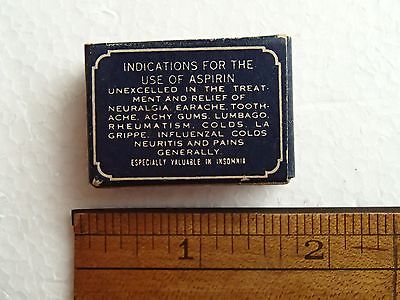 INDICATIONS FOR THE
USE OF ASPIRIN
UNEXCELLED IN THE TREAT-
MENT AND RELIEF OF
NEURALGIA, EARACHE, TOOTH-
ACHE, ACHY GUMS, LUMBAGO,
RHEUMATISM, COLDS, LA
GRIPPE, INFLUENZAL COLDS
NEURITIS AND PAINS
GENERALLY.
ESPECIALLY VALUABLE IN INSOMNIA
1 2